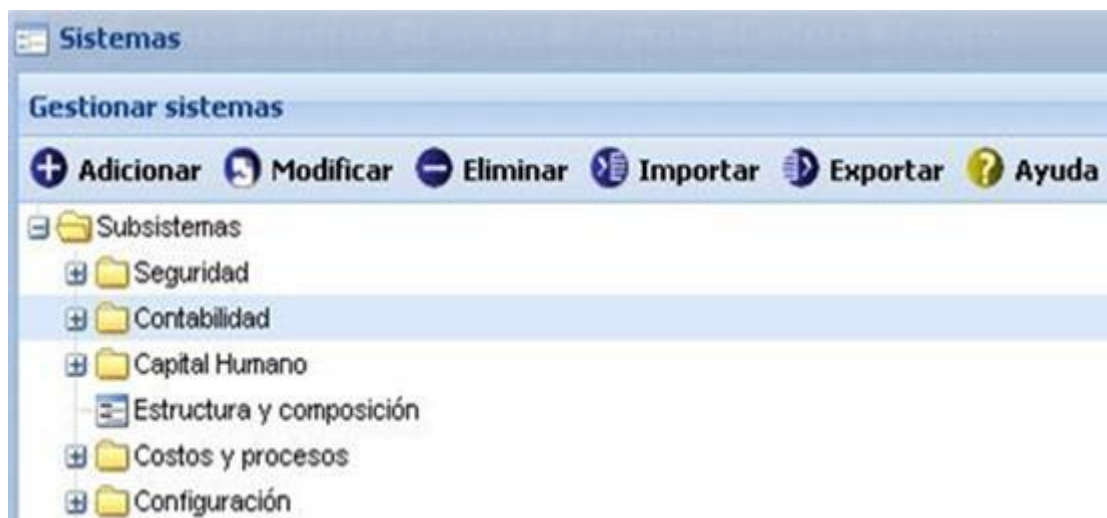 Sistemas
Gestionar sistemas
Adicionar Modificar Eliminar Importar Exportar Ayuda
Subsistemas
Seguridad
Contabilidad
Capital Humano
Estructura y composición
Costos y procesos
Configuración